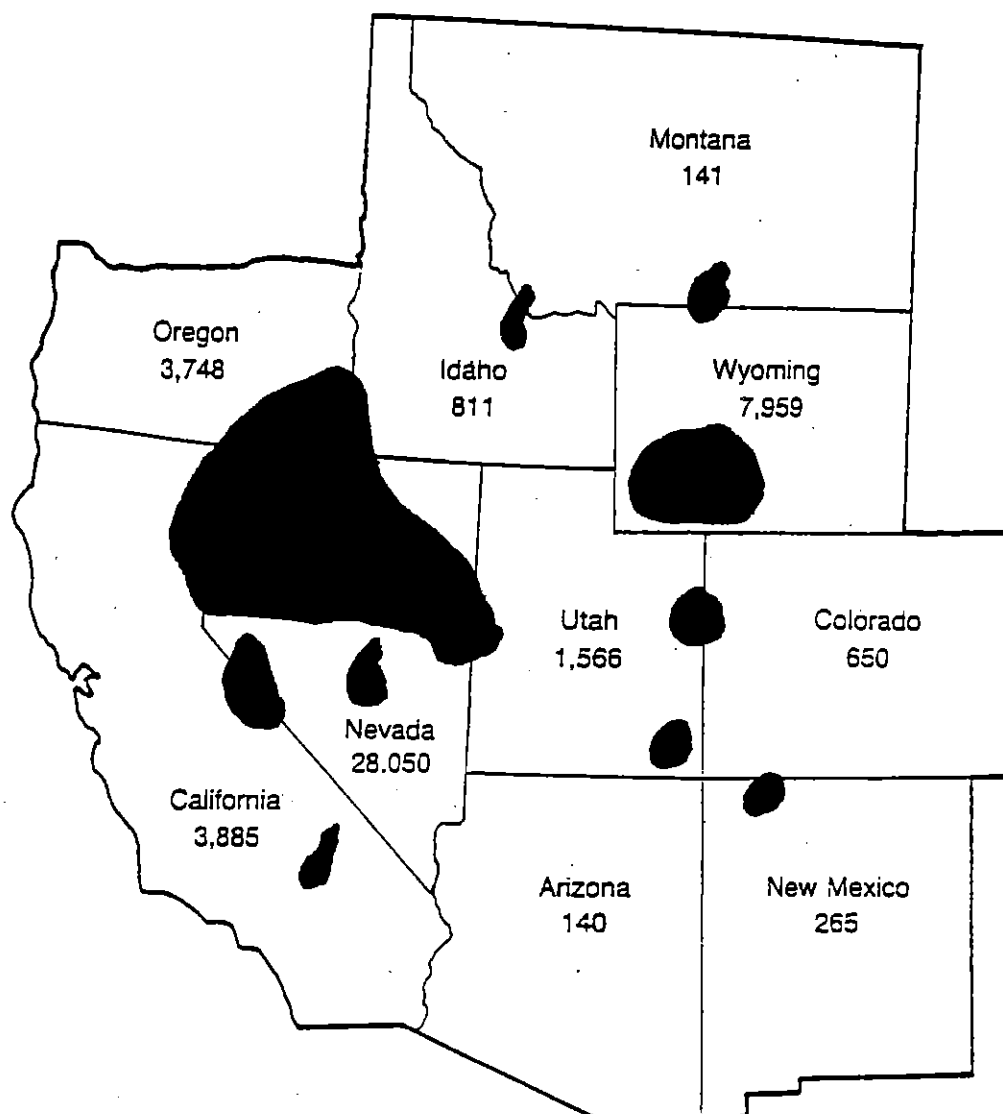 Montana
141
Oregon
3,748
Idaho
811
Wyoming
7,959
Utah
1,566
Colorado
650
Nevada
28.050
California
3,885
Arizona
140
New Mexico
265